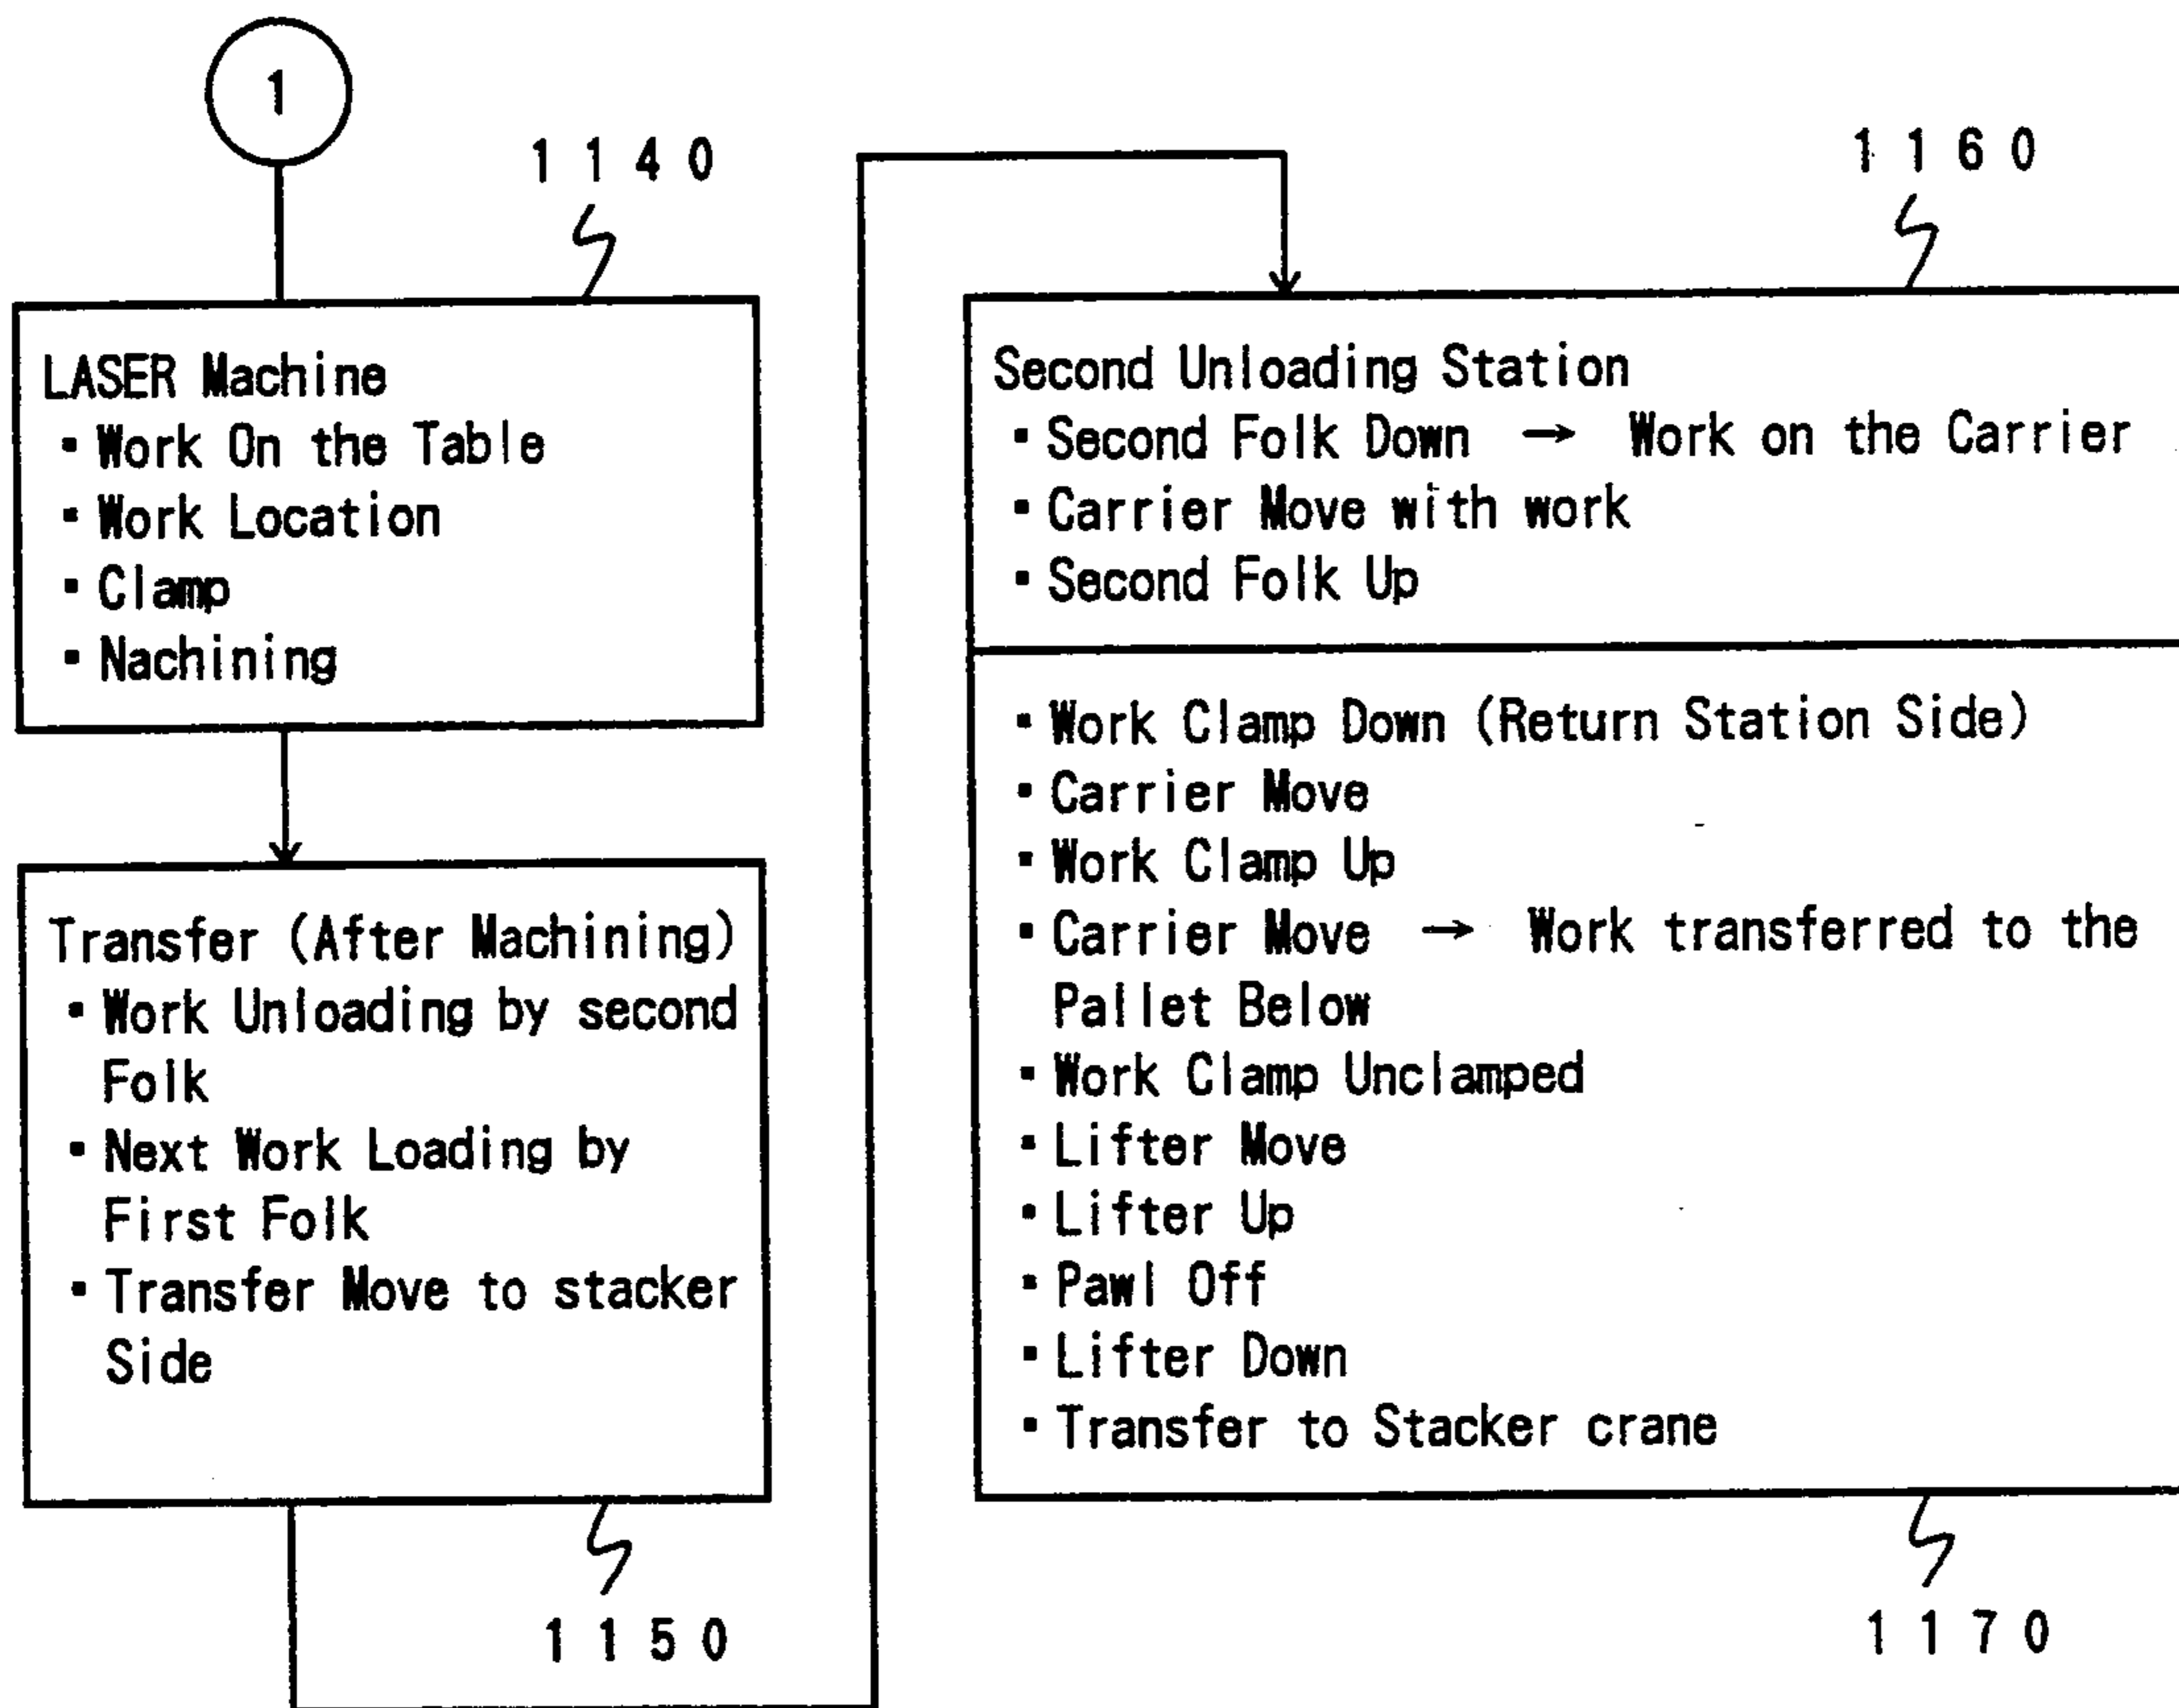 1
1140
LASER Machine
・Work On the Table
・Work Location
・Clamp
・Nachining
Transfer (After Machining)
・Work Unloading by second
Folk
・Next Work Loading by
First Folk
・Transfer Move to stacker
Side
1150
1160
Second Unloading Station
・Second Folk Down → Work on the Carrier
・Carrier Move with work
・Second Folk Up
・Work Clamp Down (Return Station Side)
・Carrier Move
・Work Clamp Up
・Carrier Move → Work transferred to the
Pallet Below
・Work Clamp Unclamped
・Lifter Move
・Lifter Up
・Pawl Off
・Lifter Down
・Transfer to Stacker crane
1170